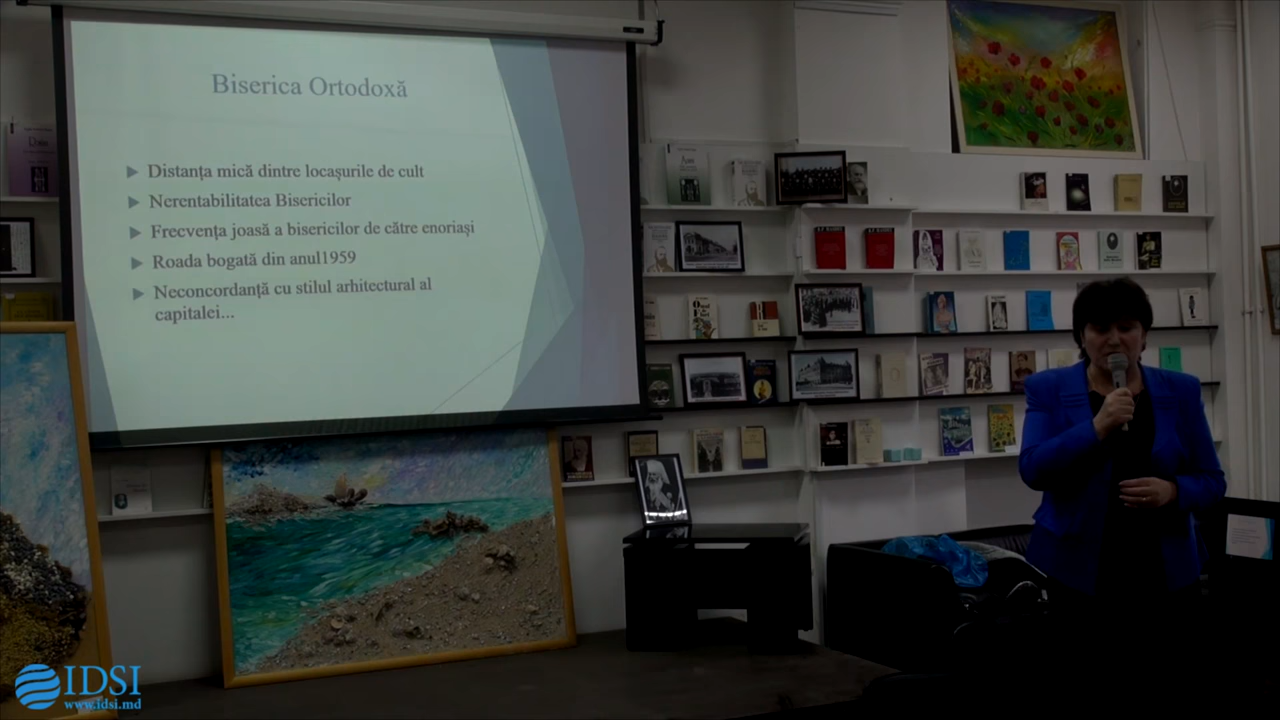 Biserica Ortodoxă
Distanța mică dintre locașurile de cult
Nerentabilitatea Bisericilor
Frecvența joasă a bisericilor de către enoriași
Roada bogată din anul1959
Neconcordanță cu stilul arhitectural al
capitalei...
IDSI
www.idsi.md